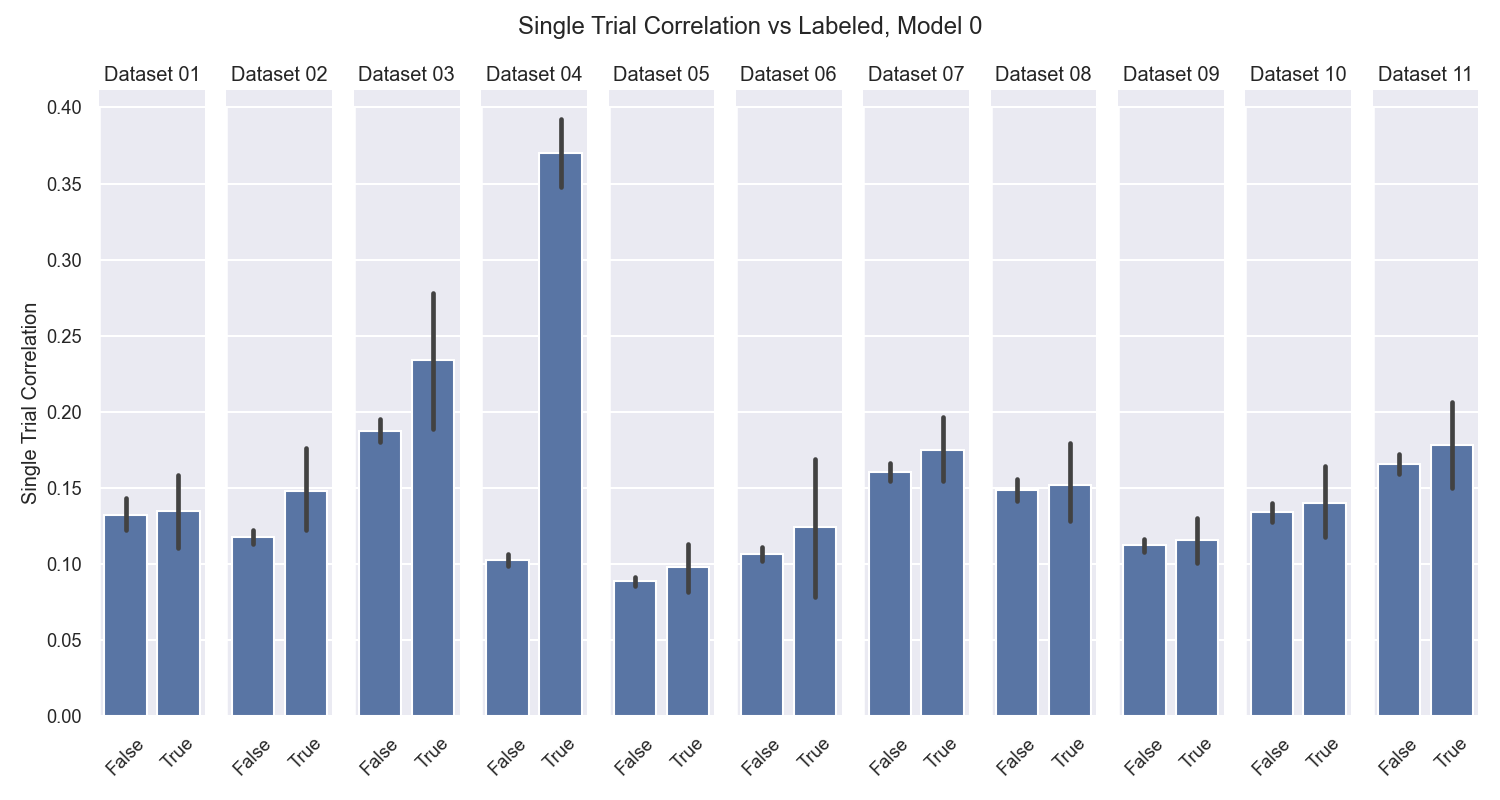 Single Trial Correlation vs Labeled, Model 0
Dataset 01 Dataset 02 Dataset 03 Dataset 04 Dataset 05 Dataset 06 Dataset 07 Dataset 08 Dataset 09 Dataset 10 Dataset 11
Single Trial Correlation
0.40
0.35
0.30
0.25
0.20
0.15
0.10
0.05
0.00
False True False True False True False True False True False True False True False True False True False True False True